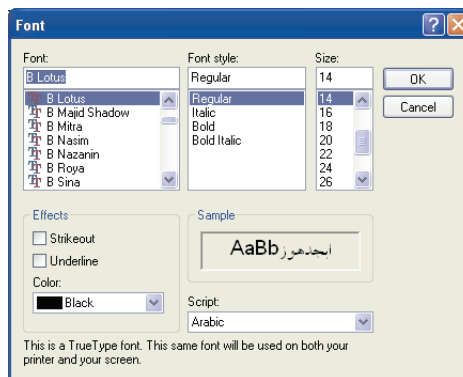 Font
Font:
Font style:
Size:
B Lotus
Regular
14
OK
B Lotus
B Majid Shadow
B Mitra
B Nasim
B Nazanin
B Roya
B Sina
Regular
Italic
Bold
Bold Italic
14
16
18
20
22
24
26
Cancel
Effects
Strikeout
Underline
Color:
Black
Sample
AaBbابجدهوز
Script:
Arabic
This is a TrueType font. This same font will be used on both your
printer and your screen.